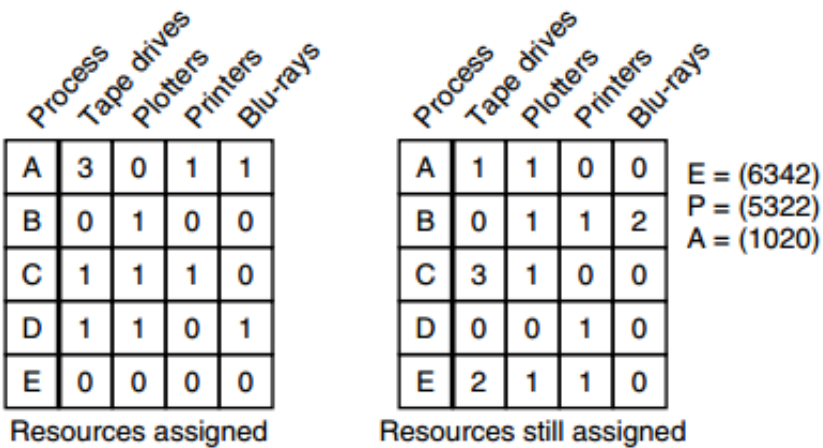 Process Tape drives Plotters Printers Blu-rays
A 3 0 1 1
B 0 1 0 0
C 1 1 1 0
D 1 1 0 1
E 0 0 0 0
Resources assigned
Process Tape drives Plotters Printers Blu-rays
A 1 1 0 0
B 0 1 1 2
C 3 1 0 0
D 0 0 1 0
E 2 1 1 0
Resources still assigned
E = (6342)
P = (5322)
A = (1020)